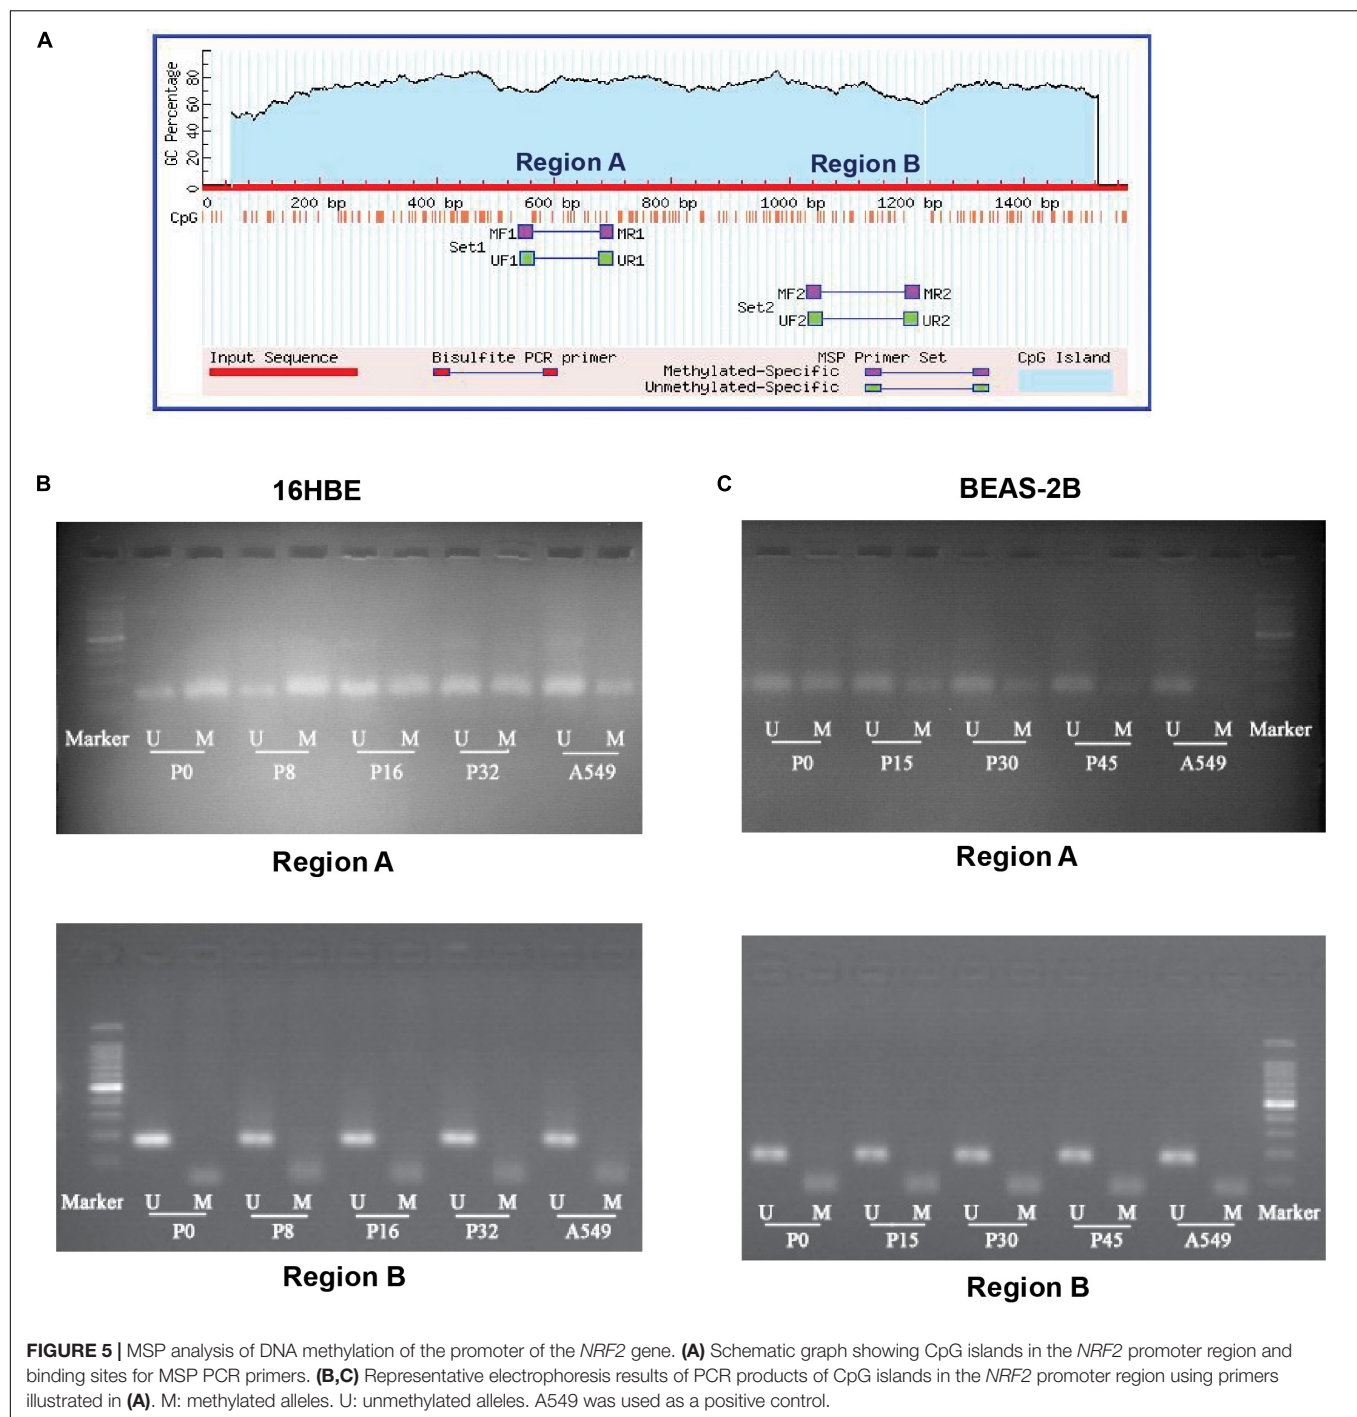 A
GC Percentage
80
60
40
20
0
Region A
Region B
0 200 bp 400 bp 600 bp 800 bp 1000 bp 1200 bp 1400 bp
CpG
MF1 MR1
Set1
UF1 UR1
MF2 MR2
Set2
UF2 UR2
Input Sequence Bisulfite PCR primer MSP Primer Set CpG Island
Methylated-Specific
Unmethylated-Specific
B
16HBE
Marker U M U M U M U M U M
P0 P8 P16 P32 A549
Region A
Marker U M U M U M U M U M
P0 P8 P16 P32 A549
Region B
C
BEAS-2B
U M U M U M U M U M Marker
P0 P15 P30 P45 A549
Region A
U M U M U M U M U M Marker
P0 P15 P30 P45 A549
Region B
FIGURE 5 | MSP analysis of DNA methylation of the promoter of the NRF2 gene. (A) Schematic graph showing CpG islands in the NRF2 promoter region and
binding sites for MSP PCR primers. (B,C) Representative electrophoresis results of PCR products of CpG islands in the NRF2 promoter region using primers
illustrated in (A). M: methylated alleles. U: unmethylated alleles. A549 was used as a positive control.